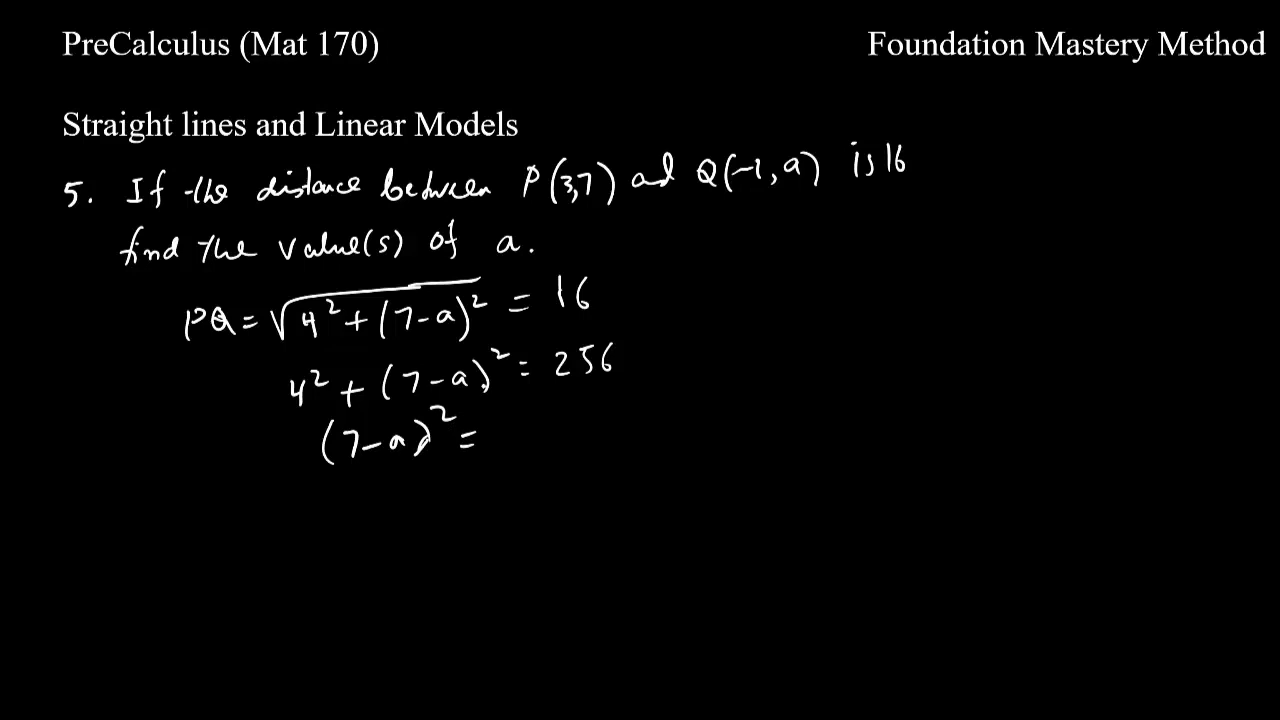 PreCalculus (Mat 170)
Foundation Mastery Method
Straight lines and Linear Models
5. If the distance between P(3,7) and Q(-1, a) is 16
find the value(s) of a.
PQ = √(4² + (7-a)²) = 16
4² + (7-a)² = 256
(7-a)² =